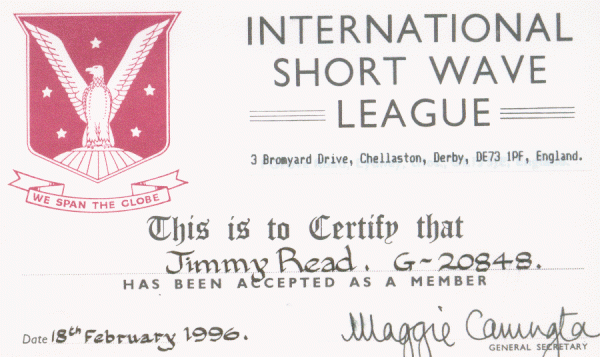 INTERNATIONAL
SHORT WAVE
LEAGUE
3 Bromyard Drive, Chellaston, Derby, DE73 1PF, England.
WE SPAN THE GLOBE
This is to Certify that
Jimmy Read. G-20848.
HAS BEEN ACCEPTED AS A MEMBER
Date 18th February 1996.
Maggie
GENERAL SECRETARY